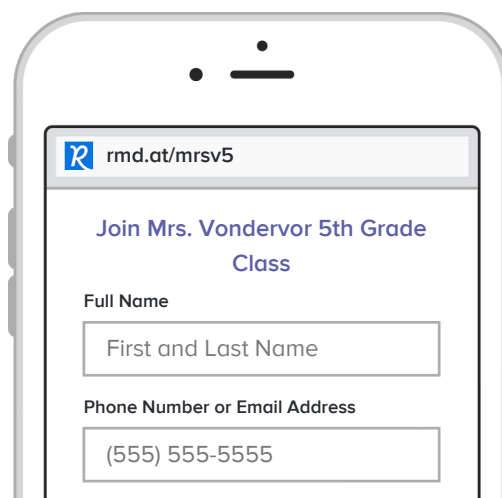 rmd.at/mrsv5
Join Mrs. Vondervor 5th Grade
Class
Full Name
First and Last Name
Phone Number or Email Address
(555) 555-5555